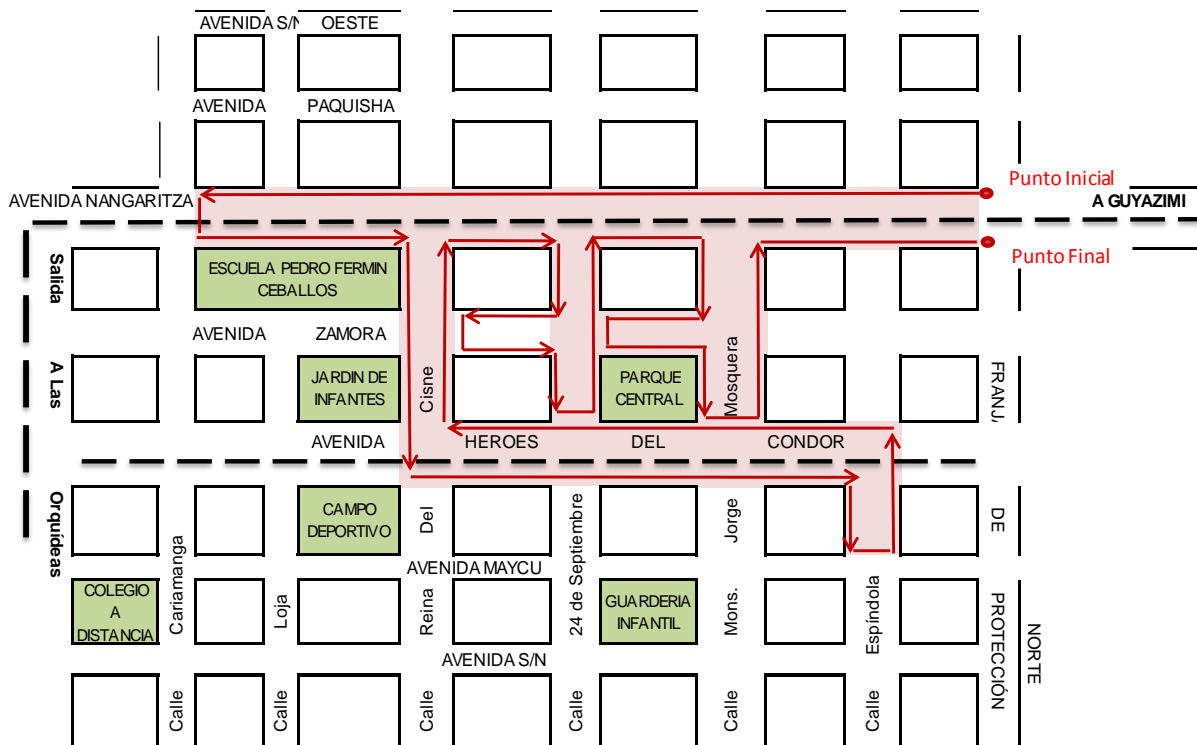 AVENIDA S/N OESTE
AVENIDA PAQUISHA
Punto Inicial
AVENIDA NANGARITZA
A GUYAZIMI
Punto Final
Salida
A Las
Orquídeas
ESCUELA PEDRO FERMIN
CEBALLOS
AVENIDA ZAMORA
JARDIN DE
INFANTES
PARQUE
CENTRAL
AVENIDA HEROES DEL CONDOR
CAMPO
DEPORTIVO
AVENIDA MAYCU
COLEGIO
A
DISTANCIA
GUARDERIA
INFANTIL
AVENIDA S/N
Calle Cariamanga
Calle Loja
Calle Reina Del Cisne
Calle 24 de Septiembre
Calle Mons. Jorge Mosquera
Calle Espíndola
FRANJA DE PROTECCIÓN
NORTE